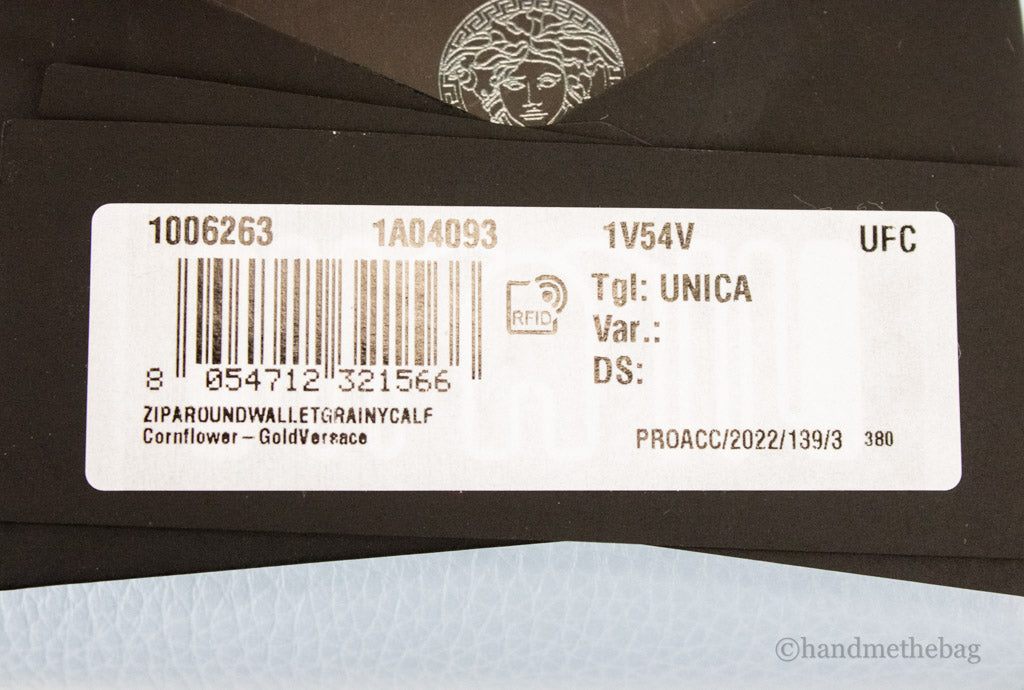 1006263 1A04093 1V54V UFC
RFID
Tgl: UNICA
Var.:
DS:
8 054712 321566
ZIPAROUNDWALLETGRAINYCALF
Cornflower – GoldVersace
PROACC/2022/139/3 380
©handmethebag